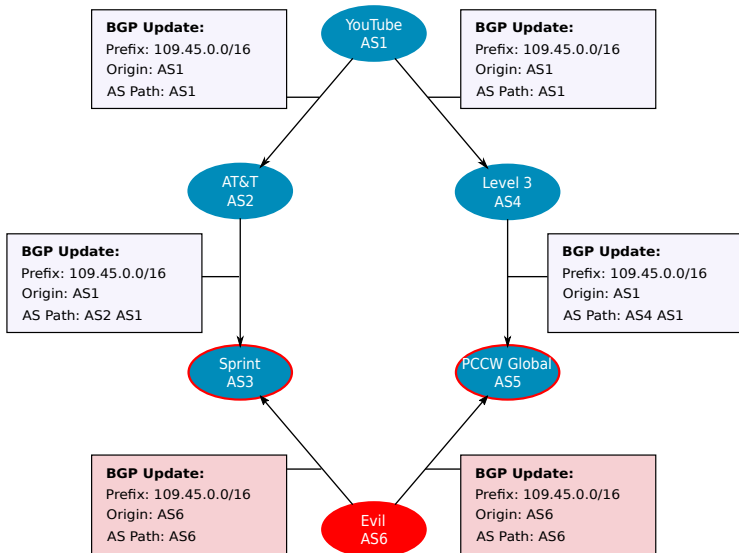 YouTube
AS1
BGP Update:
Prefix: 109.45.0.0/16
Origin: AS1
AS Path: AS1
BGP Update:
Prefix: 109.45.0.0/16
Origin: AS1
AS Path: AS1
AT&T
AS2
Level 3
AS4
BGP Update:
Prefix: 109.45.0.0/16
Origin: AS1
AS Path: AS2 AS1
BGP Update:
Prefix: 109.45.0.0/16
Origin: AS1
AS Path: AS4 AS1
Sprint
AS3
PCCW Global
AS5
BGP Update:
Prefix: 109.45.0.0/16
Origin: AS6
AS Path: AS6
BGP Update:
Prefix: 109.45.0.0/16
Origin: AS6
AS Path: AS6
Evil
AS6